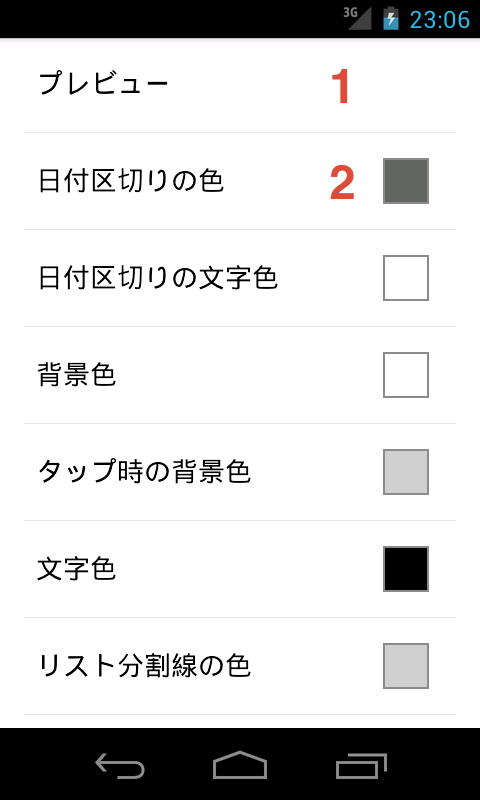 3G 23:06
プレビュー 1
日付区切りの色 2
日付区切りの文字色
背景色
タップ時の背景色
文字色
リスト分割線の色